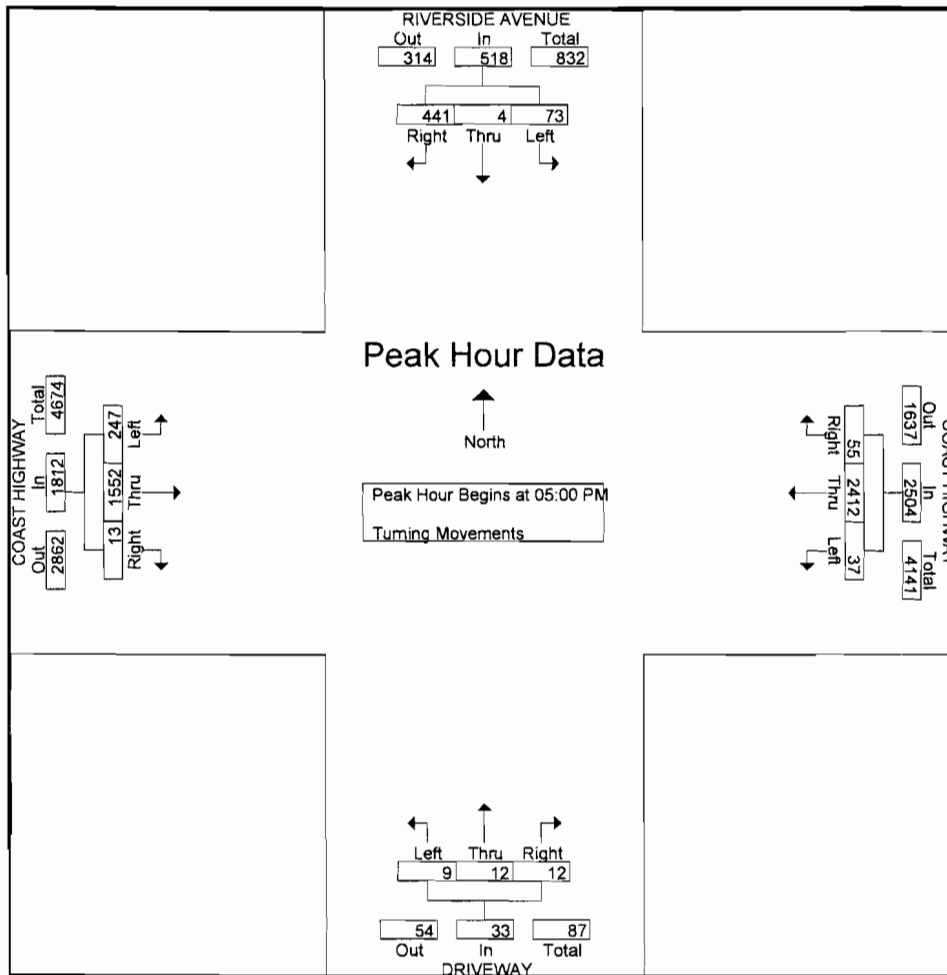 RIVERSIDE AVENUE
Out In Total
314 518 832
441 4 73
Right Thru Left
Peak Hour Data
North
Peak Hour Begins at 05:00 PM
Turning Movements
COAST HIGHWAY
Total In Out
4674 1812 2862
247 1552 13
Left Thru Right
Right Thru Left
55 2412 37
1637 2504 4141
Out In Total
COAST HIGHWAY
Left Thru Right
9 12 12
54 33 87
Out In Total
DRIVEWAY